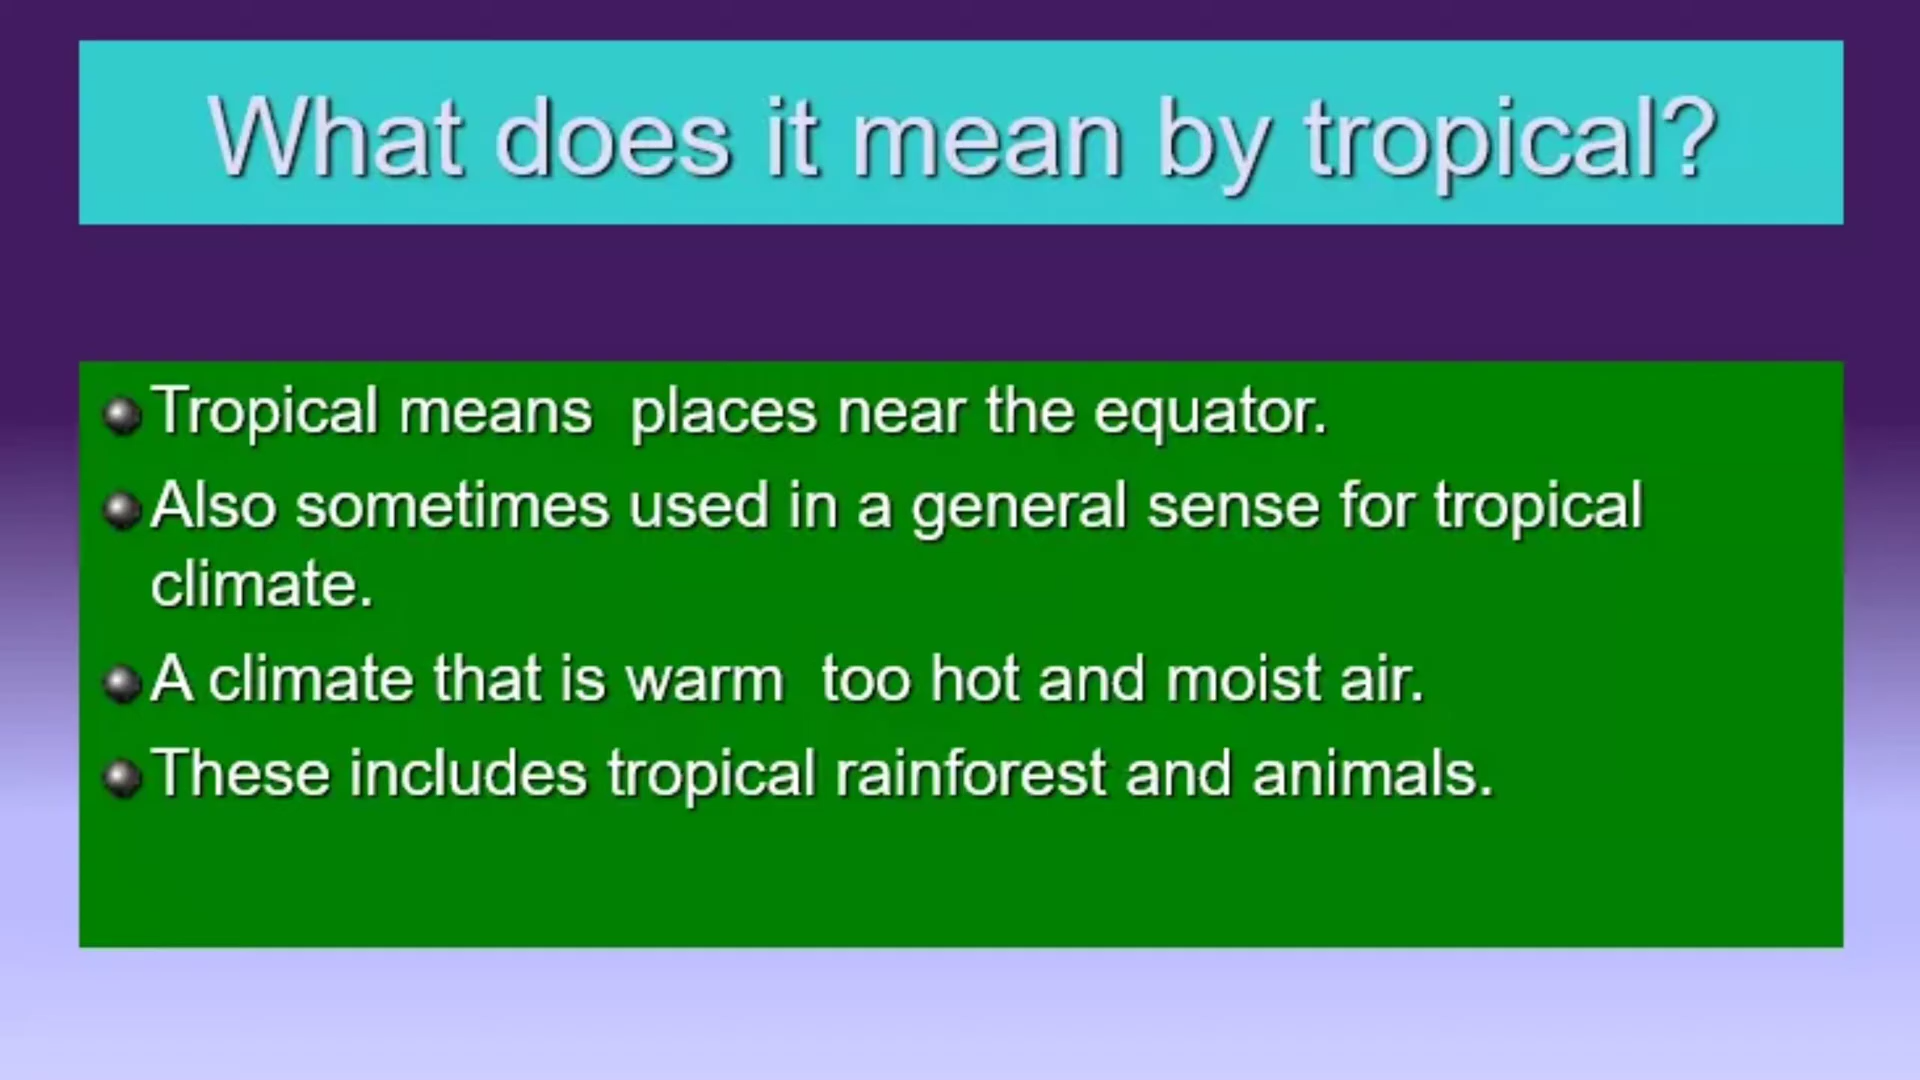 What does it mean by tropical?
Tropical means places near the equator.
Also sometimes used in a general sense for tropical
climate.
A climate that is warm too hot and moist air.
These includes tropical rainforest and animals.